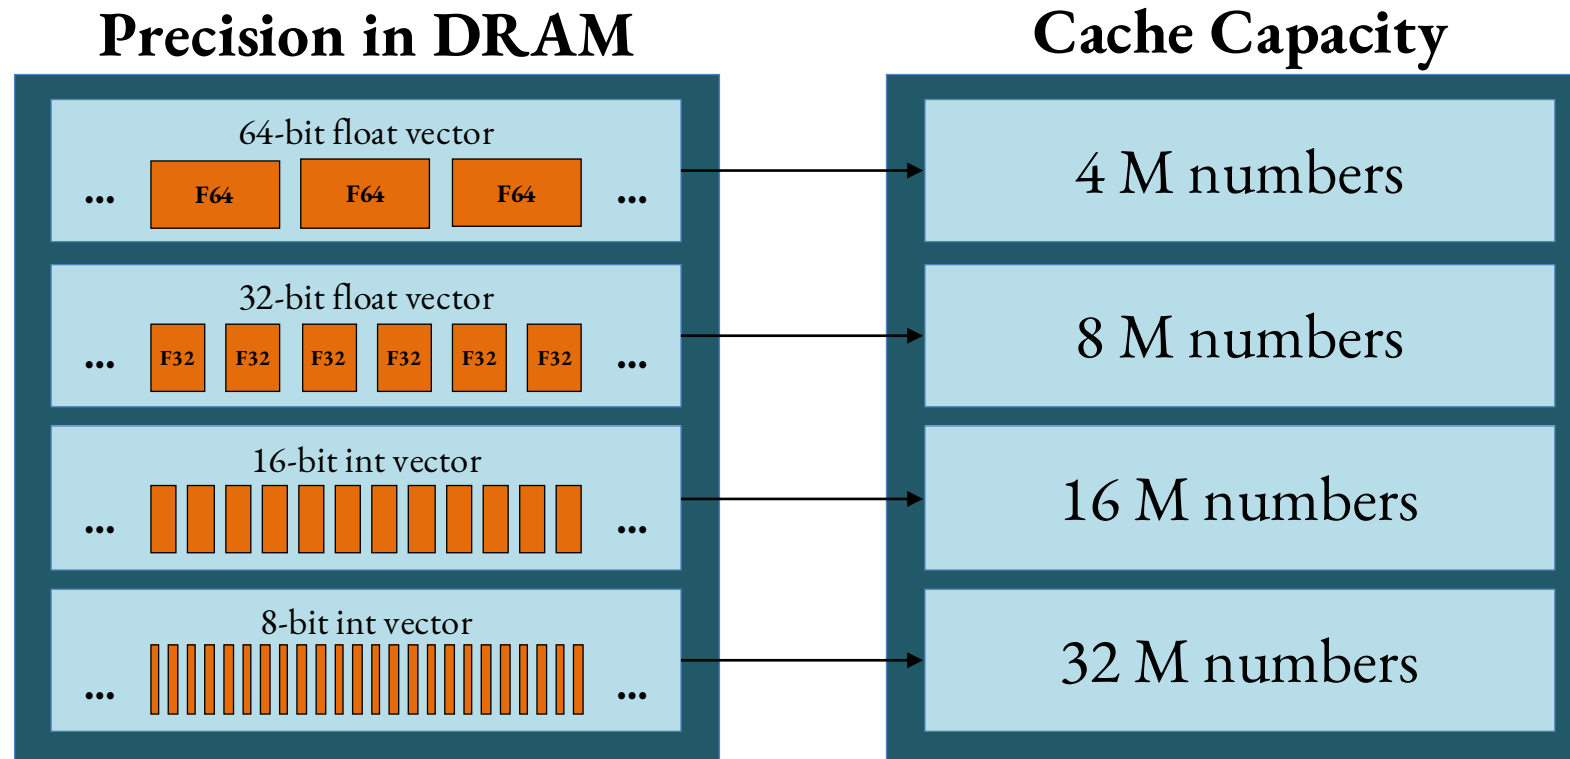 Precision in DRAM
Cache Capacity
64-bit float vector
... F64 F64 F64 ...
4 M numbers
32-bit float vector
... F32 F32 F32 F32 F32 F32 ...
8 M numbers
16-bit int vector
... ...
16 M numbers
8-bit int vector
... ...
32 M numbers